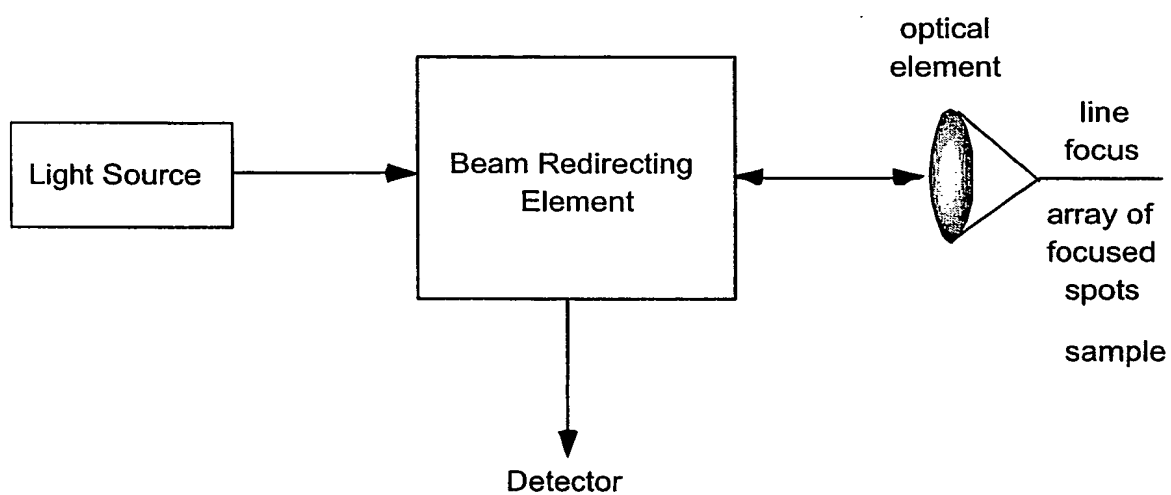 Light Source
Beam Redirecting
Element
Detector
optical
element
line
focus
array of
focused
spots
sample